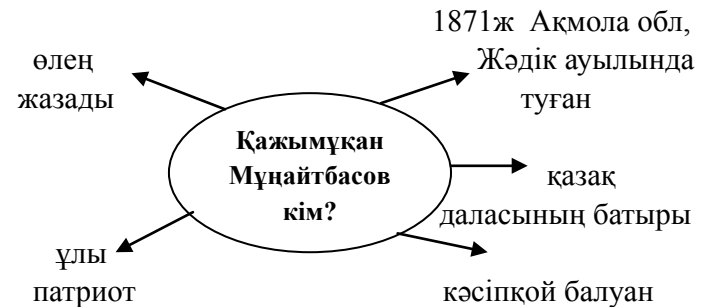 1871ж Ақмола обл,
Жәдік ауылында
туған
өлең
жазады
Қажымұқан
Мұңайтбасов
кім?
қазақ
даласының батыры
ұлы
патриот
кәсіпқой балуан